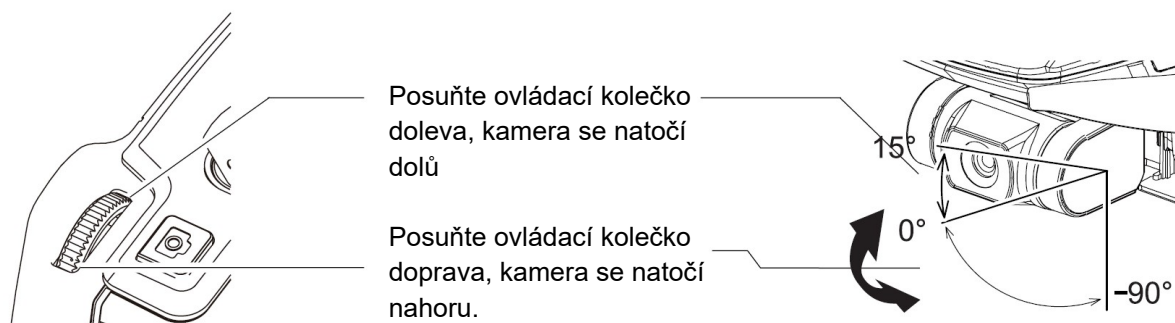 Posuňte ovládací kolečko
doleva, kamera se natočí
dolů
Posuňte ovládací kolečko
doprava, kamera se natočí
nahoru.
15°
0°
−90°